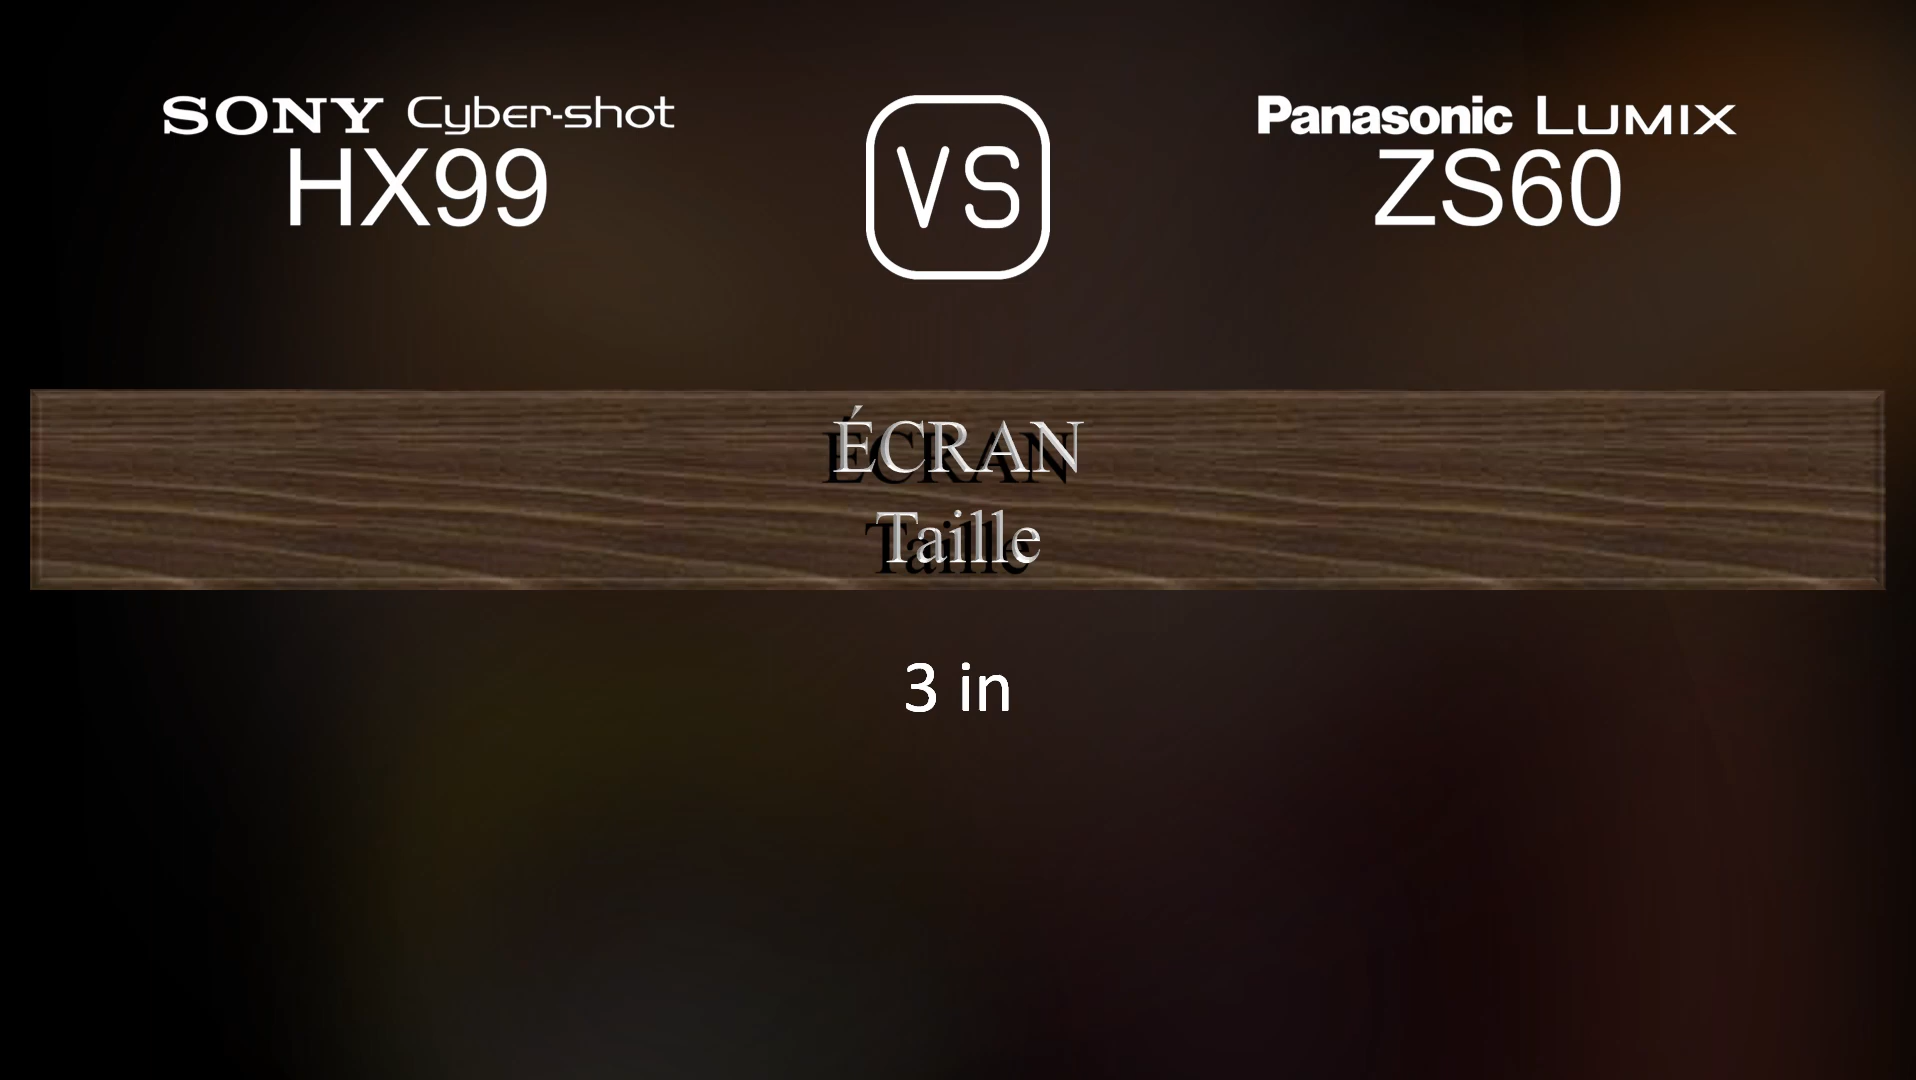 SONY Cyber-shot
HX99
VS
Panasonic LUMIX
ZS60
ÉCRAN
Taille
3 in